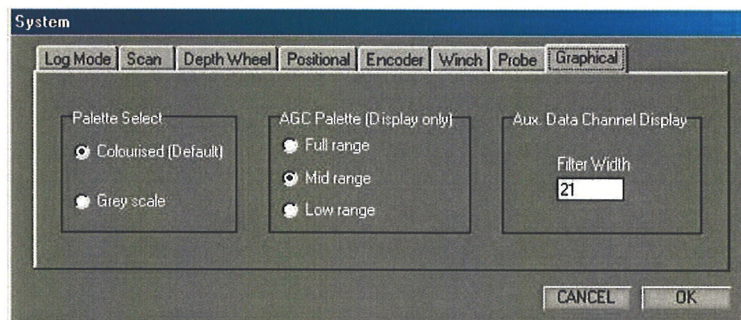 System
Log Mode Scan Depth Wheel Positional Encoder Winch Probe Graphical
Palette Select
Colourised (Default)
Grey scale
AGC Palette (Display only)
Full range
Mid range
Low range
Aux. Data Channel Display
Filter Width
21
CANCEL OK